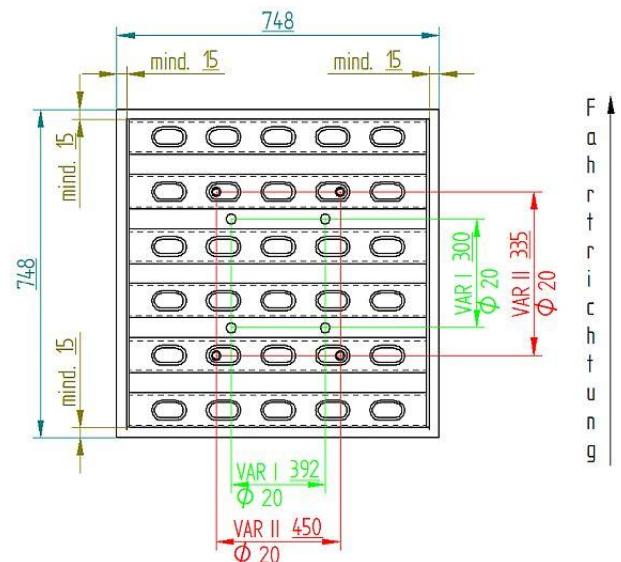 748
mind. 15
mind. 15
mind. 15
748
mind. 15
VAR I 300
ϕ 20
VAR II 335
ϕ 20
Fahrtrichtung
VAR I 392
ϕ 20
VAR II 450
ϕ 20